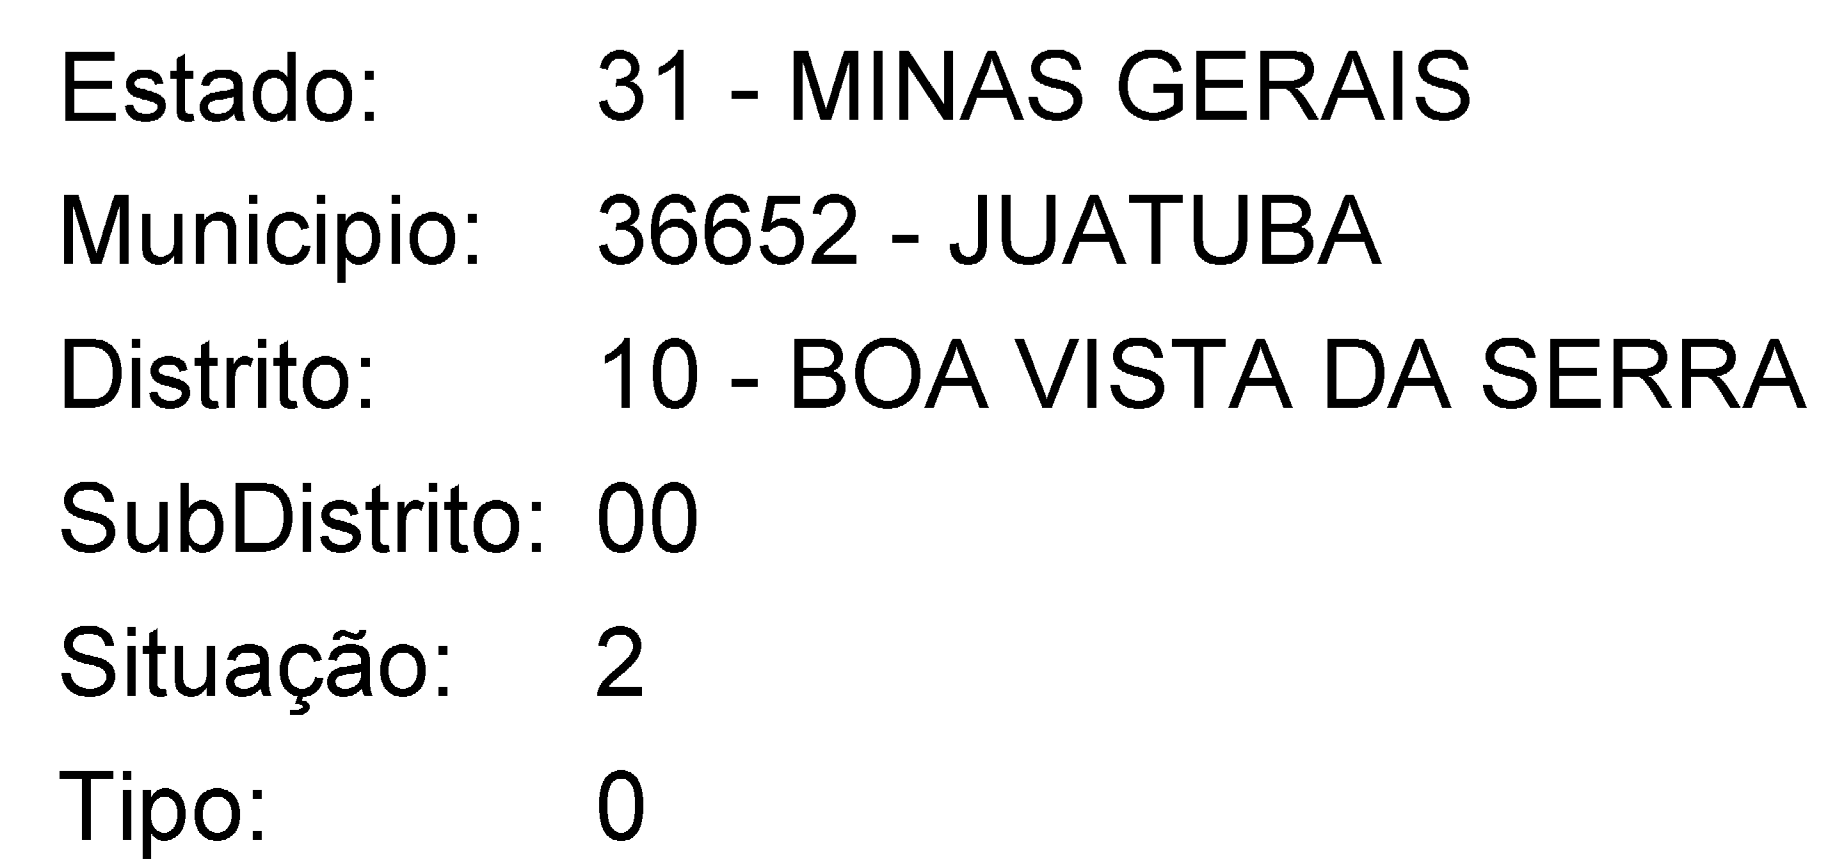 Estado: 31 - MINAS GERAIS
Municipio: 36652 - JUATUBA
Distrito: 10 - BOA VISTA DA SERRA
SubDistrito: 00
Situação: 2
Tipo: 0